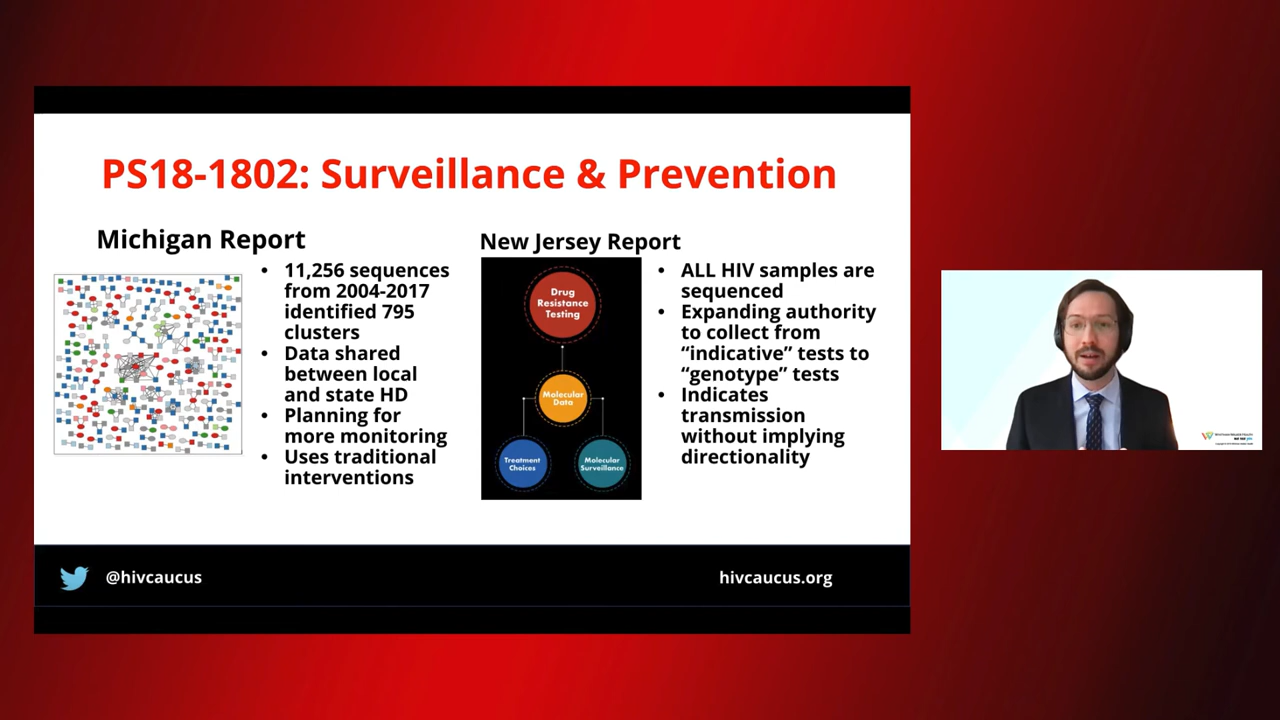 PS18-1802: Surveillance & Prevention
Michigan Report
• 11,256 sequences
from 2004-2017
identified 795
clusters
• Data shared
between local
and state HD
• Planning for
more monitoring
• Uses traditional
interventions
New Jersey Report
Drug
Resistance
Testing
Molecular
Data
Treatment
Choices
Molecular
Surveillance
• ALL HIV samples are
sequenced
• Expanding authority
to collect from
“indicative” tests to
“genotype” tests
• Indicates
transmission
without implying
directionality
@hivcaucus
hivcaucus.org